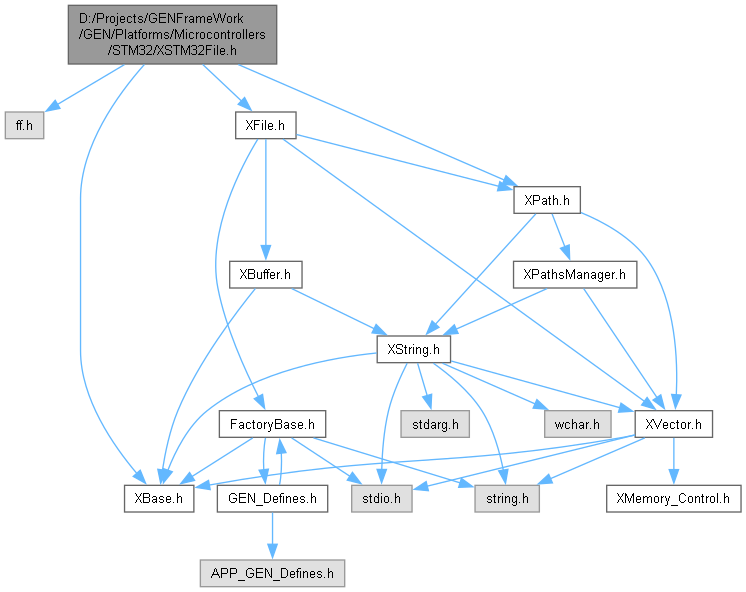 D:/Projects/GENFrameWork
/GEN/Platforms/Microcontrollers
/STM32/XSTM32File.h
ff.h
XFile.h
XPath.h
XBuffer.h
XPathsManager.h
XString.h
FactoryBase.h
stdarg.h
wchar.h
XVector.h
XBase.h
GEN_Defines.h
stdio.h
string.h
XMemory_Control.h
APP_GEN_Defines.h